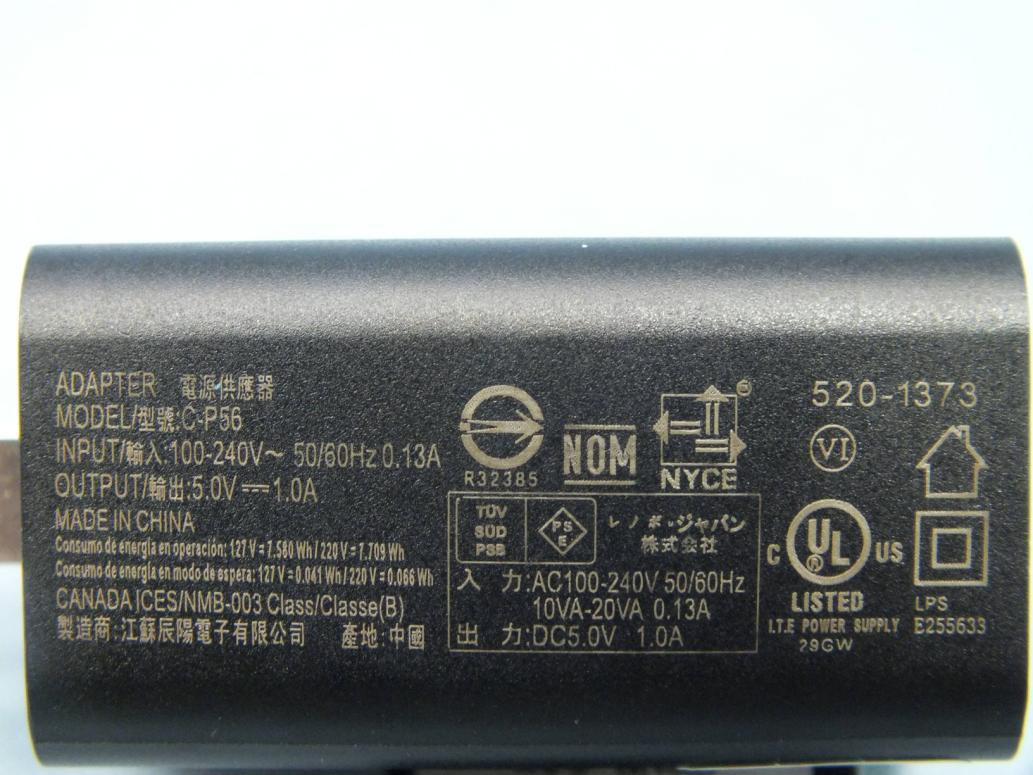 ADAPTER 電源供應器
MODEL/型號:C-P56
INPUT/輸入:100-240V~ 50/60Hz 0.13A
OUTPUT/輸出:5.0V⎓1.0A
MADE IN CHINA
Consumo de energía en operación: 127 V = 7.580 Wh / 220 V = 7.709 Wh
Consumo de energía en modo de espera: 127 V = 0.041 Wh / 220 V = 0.066 Wh
CANADA ICES/NMB-003 Class/Classe(B)
製造商:江蘇辰陽電子有限公司 產地:中國
R32385
NOM
NYCE®
TÜV
SÜD
PSB
PS
E
レノボ・ジャパン
株式会社
入 力:AC100-240V 50/60Hz
10VA-20VA 0.13A
出 力:DC5.0V 1.0A
520-1373
VI
C UL® US
LISTED
I.T.E POWER SUPPLY
29GW
LPS
E255633